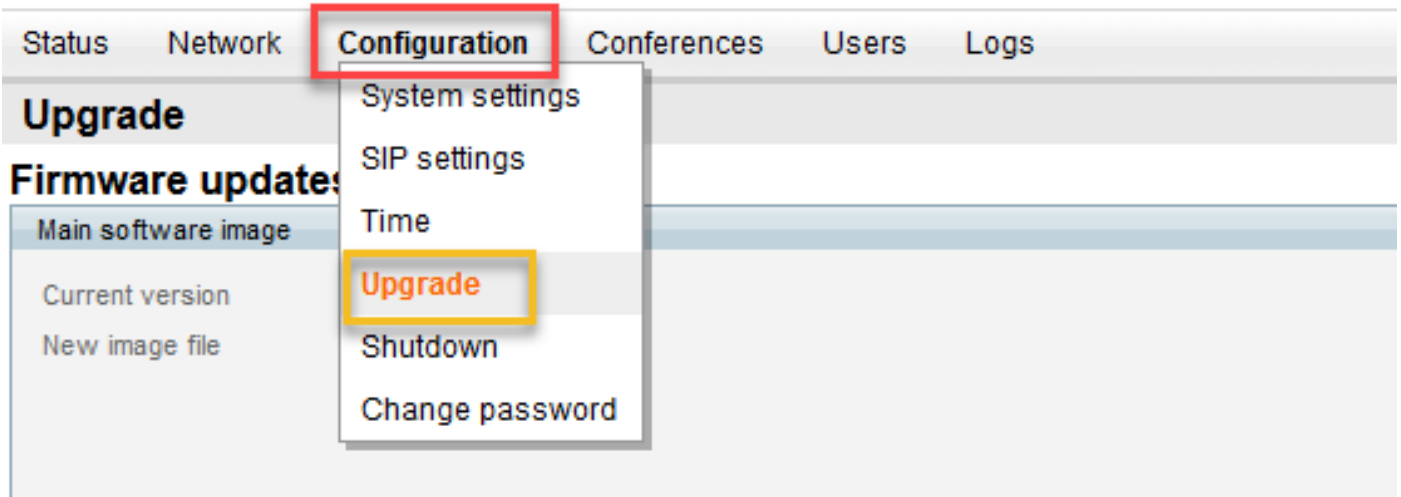 Status Network Configuration Conferences Users Logs
Upgrade
Firmware updates
Main software image
Current version
New image file
System settings
SIP settings
Time
Upgrade
Shutdown
Change password